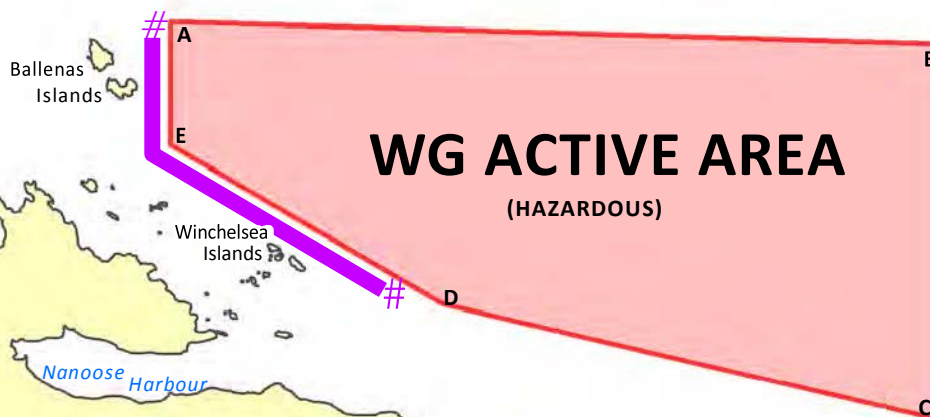 #
A
B
Ballenas
Islands
E
WG ACTIVE AREA
(HAZARDOUS)
Winchelsea
Islands
#
D
Nanoose
Harbour
C